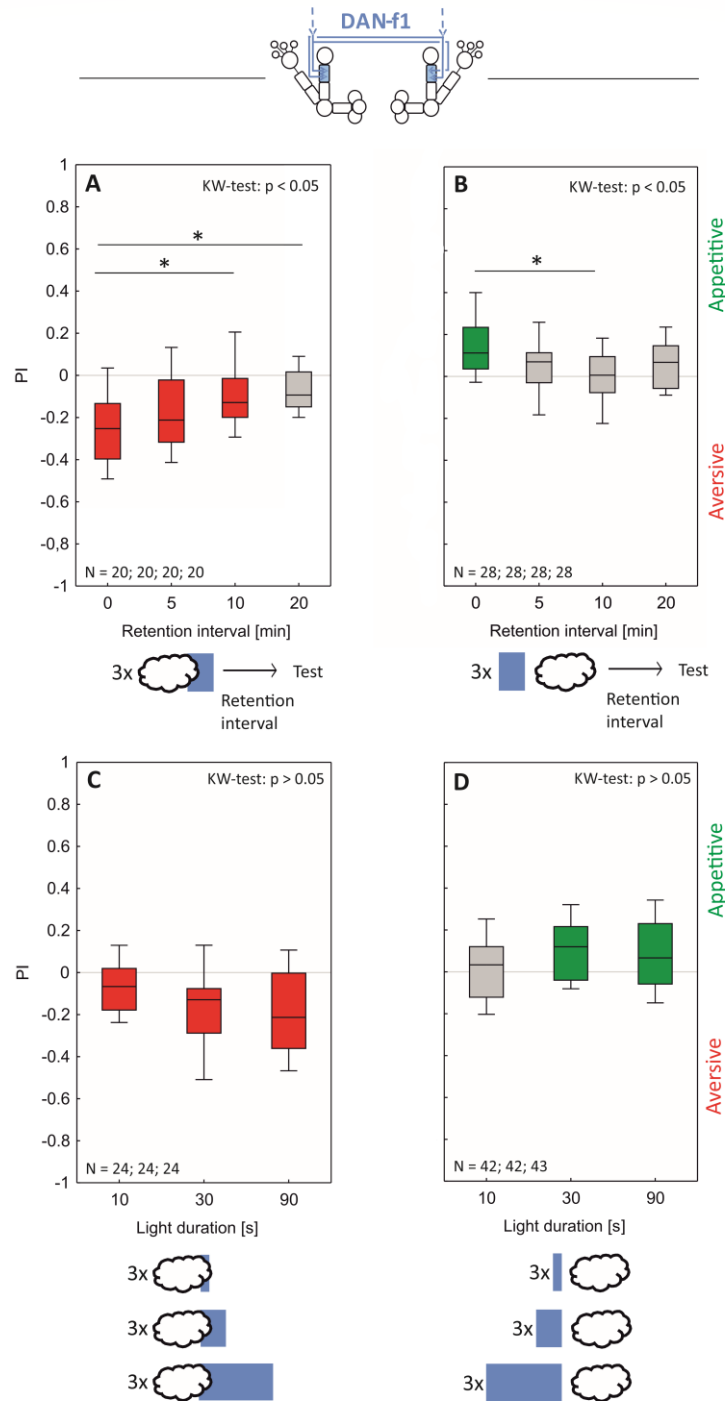 DAN-f1
A
KW-test: p < 0.05
*
*
PI
1
0.8
0.6
0.4
0.2
0
-0.2
-0.4
-0.6
-0.8
-1
N = 20; 20; 20; 20
0 5 10 20
Retention interval [min]
3x Test
Retention
interval
B
KW-test: p < 0.05
*
Appetitive
Aversive
N = 28; 28; 28; 28
0 5 10 20
Retention interval [min]
3x Test
Retention
interval
C
KW-test: p > 0.05
PI
1
0.8
0.6
0.4
0.2
0
-0.2
-0.4
-0.6
-0.8
-1
N = 24; 24; 24
10 30 90
Light duration [s]
3x
3x
3x
D
KW-test: p > 0.05
Appetitive
Aversive
N = 42; 42; 43
10 30 90
Light duration [s]
3x
3x
3x